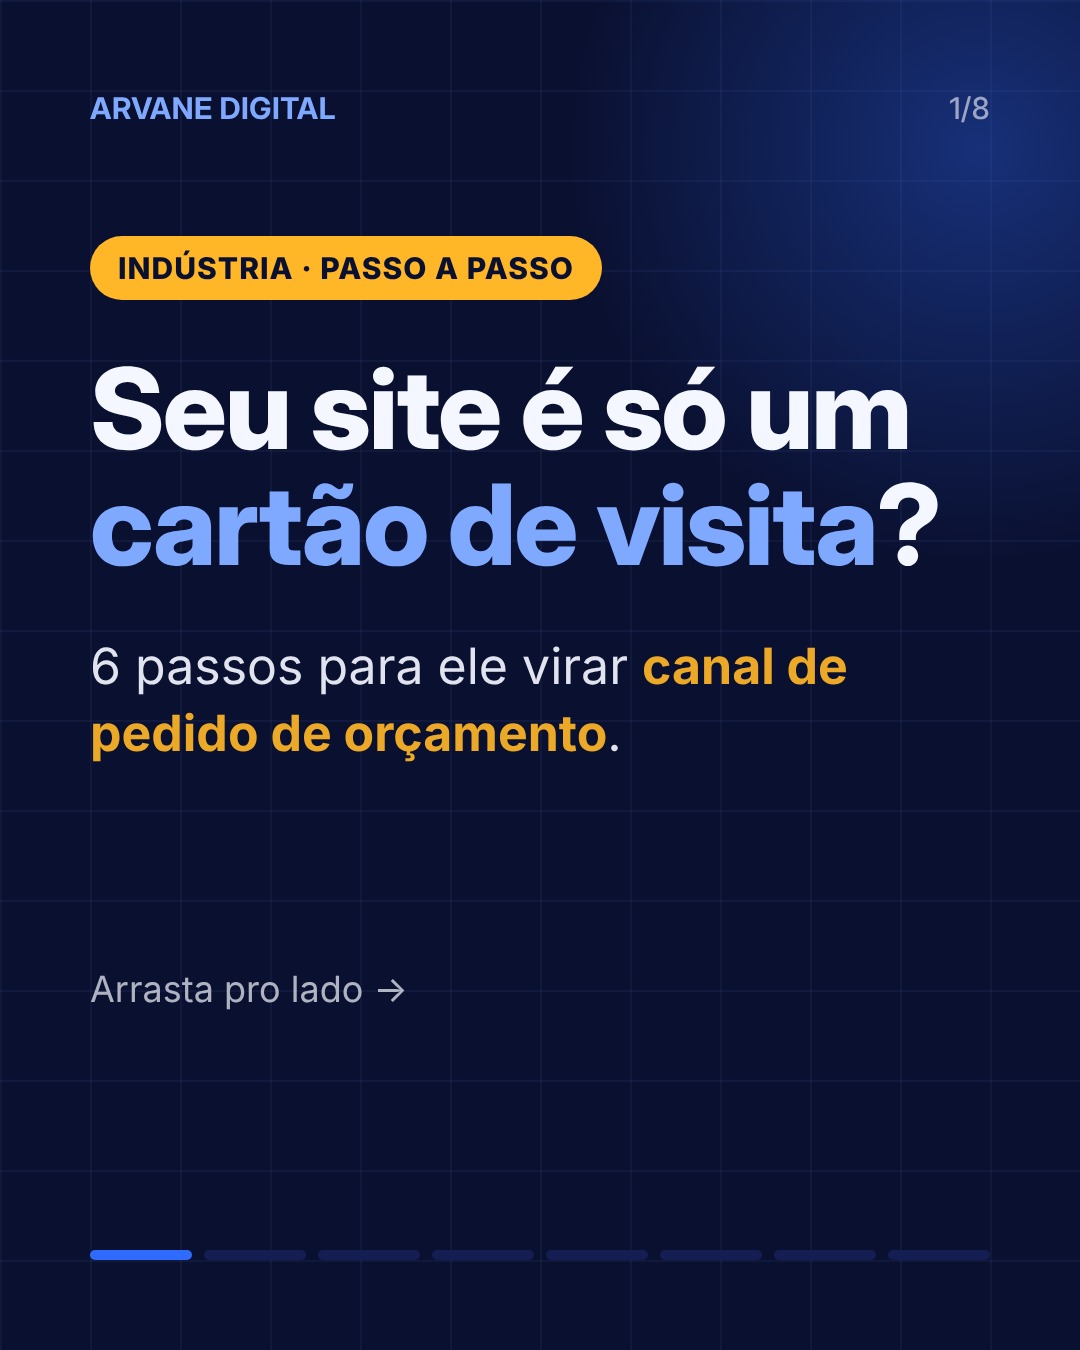 ARVANE DIGITAL
1/8
INDÚSTRIA · PASSO A PASSO
Seu site é só um
cartão de visita?
6 passos para ele virar canal de
pedido de orçamento.
Arrasta pro lado →